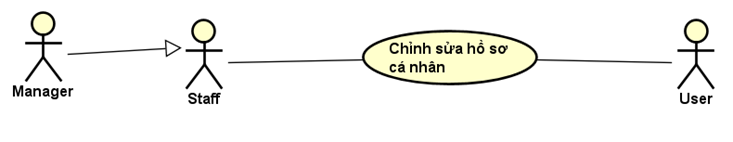 Chỉnh sửa hồ sơ
cá nhân
Manager
Staff
User